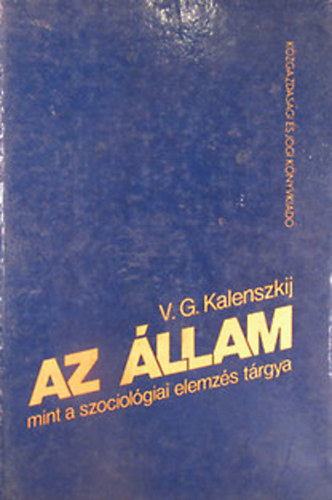 KÖZGAZDASÁGI ÉS JOGI KÖNYVKIADÓ
V. G. Kalenszkij
AZ ÁLLAM
mint a szociológiai elemzés tárgya